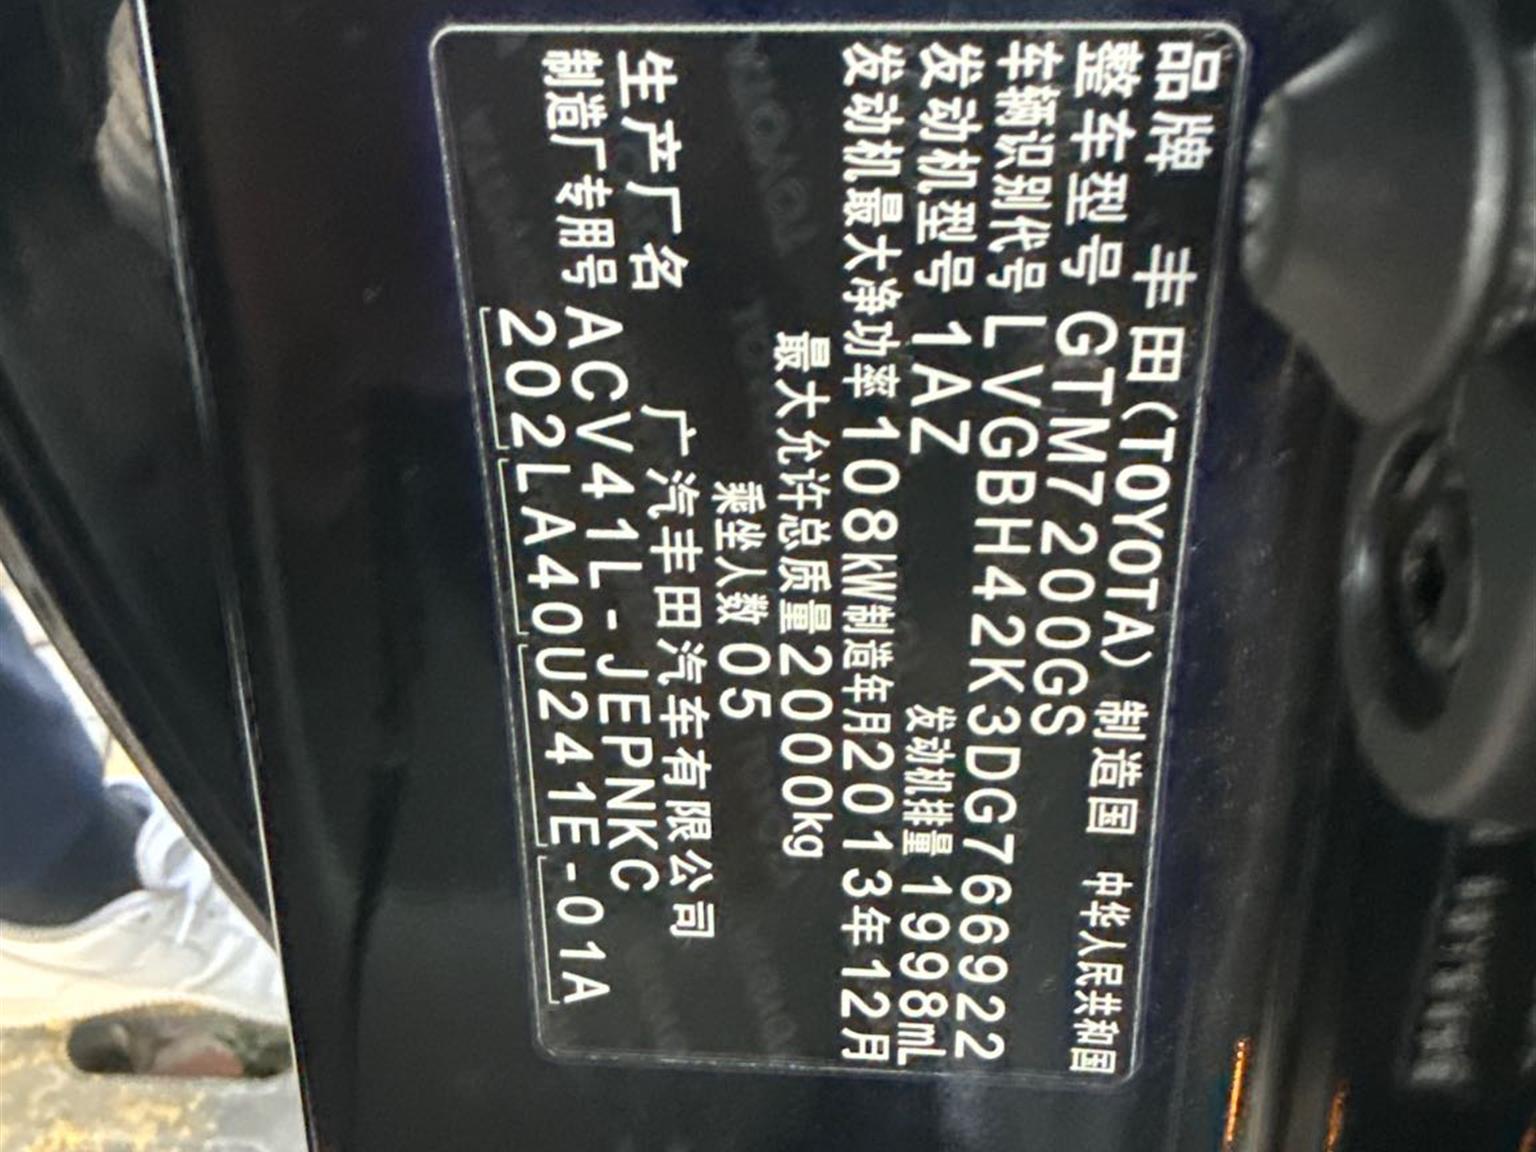 品牌 丰田(TOYOTA) 制造国 中华人民共和国
整车型号 GTM7200GS
车辆识别代号 LVGBH42K3DG766922
发动机型号 1AZ 发动机排量 1998mL
发动机最大净功率 108kW 制造年月 2013年12月
最大允许总质量 2000kg
乘坐人数 05
生产厂名 广汽丰田汽车有限公司
制造厂专用号 ACV41L-JEPNKC
202LA40U241E-01A